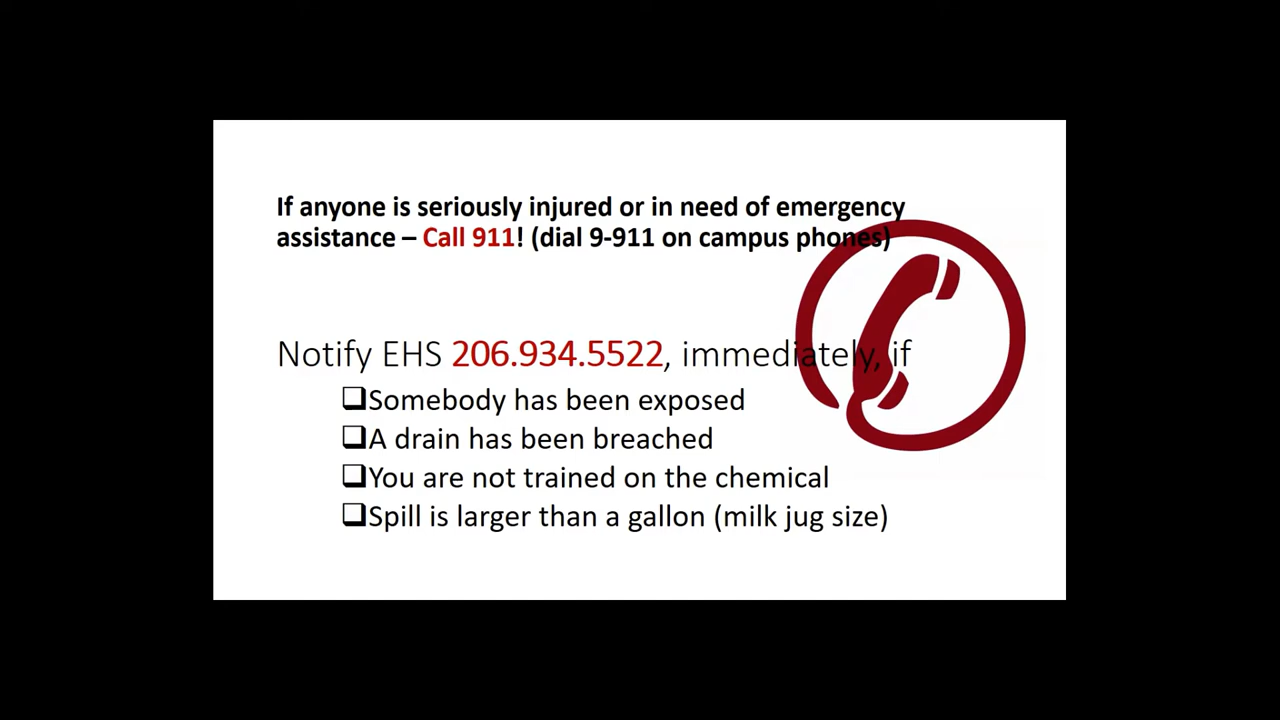 If anyone is seriously injured or in need of emergency
assistance – Call 911! (dial 9-911 on campus phones)
Notify EHS 206.934.5522, immediately, if
❑Somebody has been exposed
❑A drain has been breached
❑You are not trained on the chemical
❑Spill is larger than a gallon (milk jug size)